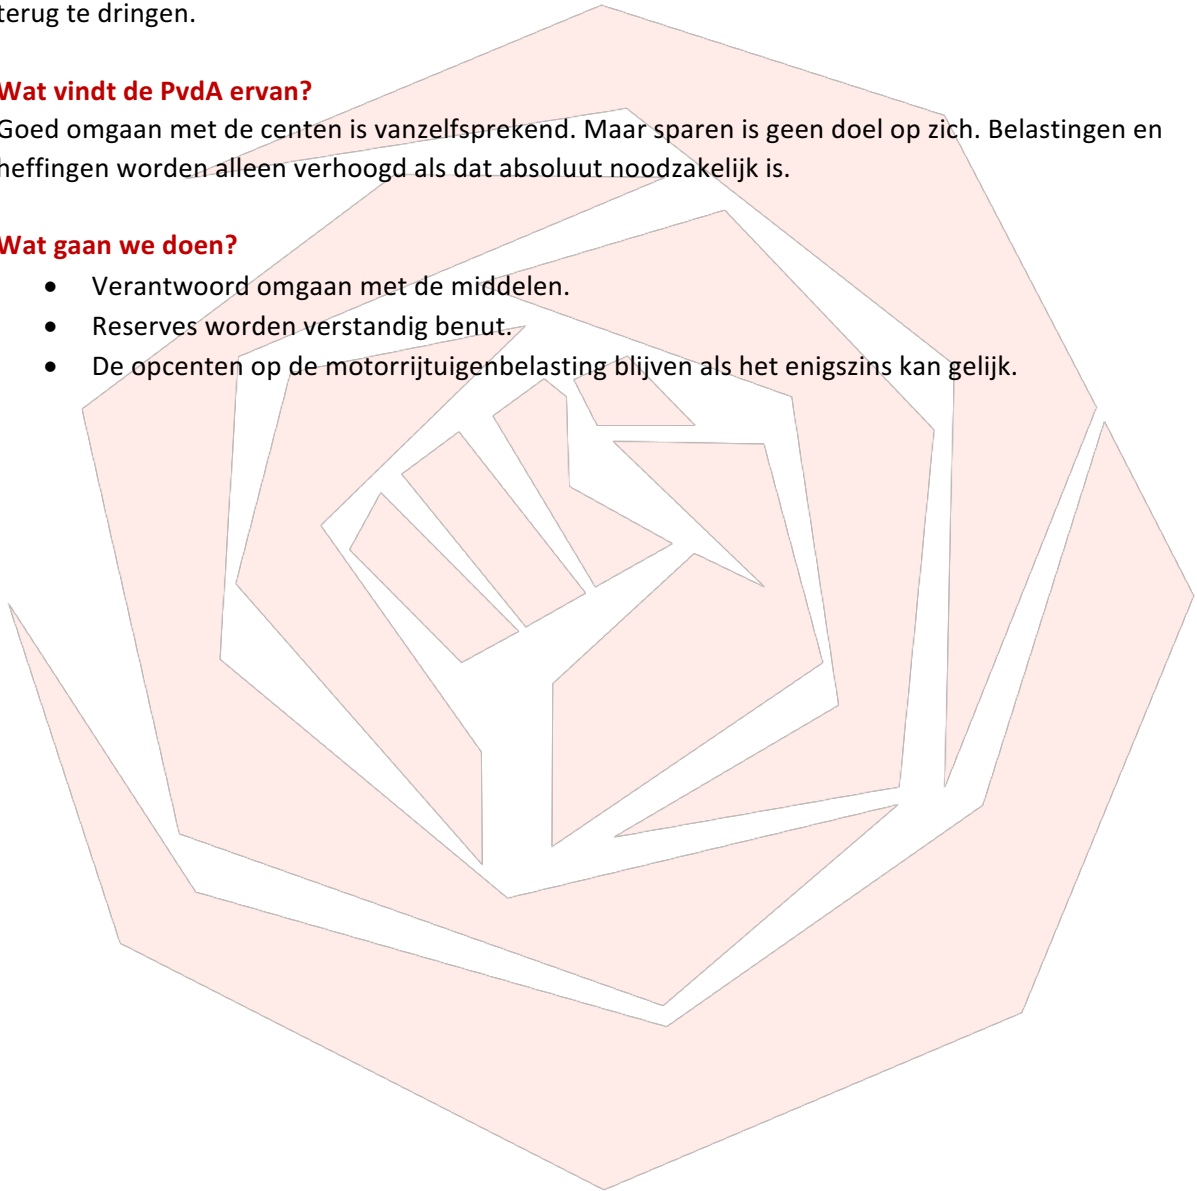 terug te dringen.
Wat vindt de PvdA ervan?
Goed omgaan met de centen is vanzelfsprekend. Maar sparen is geen doel op zich. Belastingen en
heffingen worden alleen verhoogd als dat absoluut noodzakelijk is.
Wat gaan we doen?
• Verantwoord omgaan met de middelen.
• Reserves worden verstandig benut.
• De opcenten op de motorrijtuigenbelasting blijven als het enigszins kan gelijk.